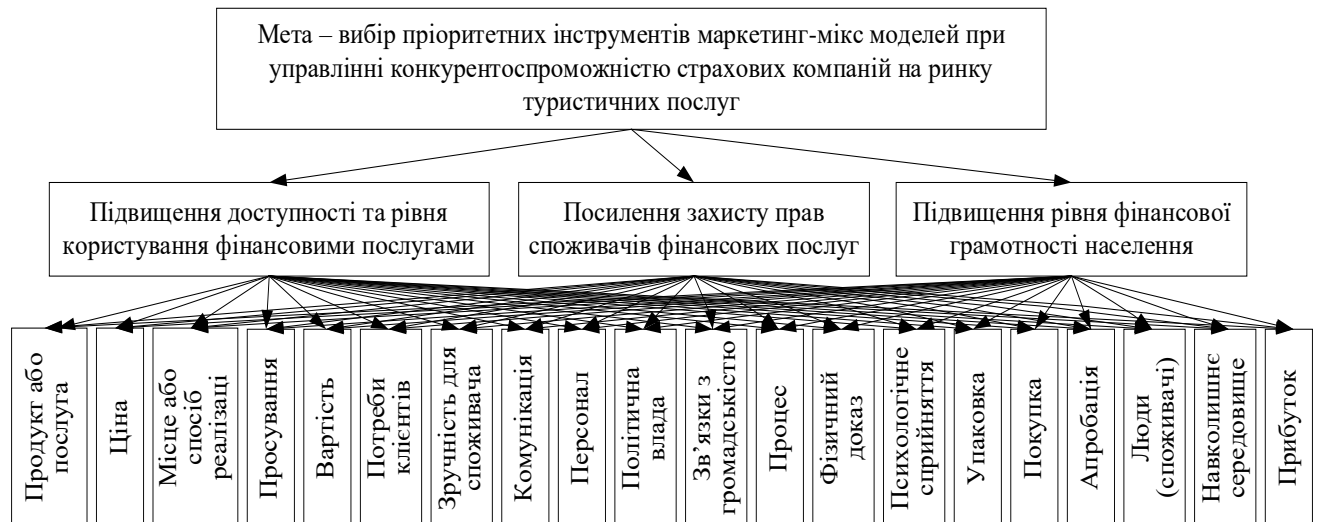 Мета – вибір пріоритетних інструментів маркетинг-мікс моделей при
управлінні конкурентоспроможністю страхових компаній на ринку
туристичних послуг
Підвищення доступності та рівня
користування фінансовими послугами
Посилення захисту прав
споживачів фінансових послуг
Підвищення рівня фінансової
грамотності населення
Продукт або
послуга
Ціна
Місце або
спосіб
реалізаці
Просування
Вартість
Потреби
клієнтів
Зручність для
споживача
Комунікація
Персонал
Політична
влада
Зв’язки з
громадськістю
Процес
Фізичний
доказ
Психологічне
сприйняття
Упаковка
Покупка
Апробація
Люди
(споживачі)
Навколишнє
середовище
Прибуток